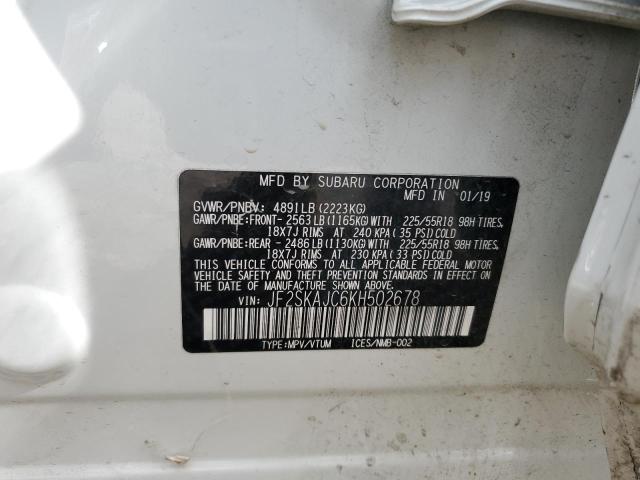 MFD BY SUBARU CORPORATION
MFD IN 01/19
GVWR/PNBV: 4891LB(2223KG)
GAWR/PNBE:FRONT- 2563LB(1165KG)WITH 225/55R18 98H TIRES,
18X7J RIMS AT 240 KPA(35 PSI)COLD
GAWR/PNBE:REAR -2486LB(1130KG)WITH 225/55R18 98H TIRES,
18X7J RIMS AT 230 KPA(33 PSI)COLD
THIS VEHICLE CONFORMS TO ALL APPLICABLE FEDERAL MOTOR
VEHICLE SAFETY AND THEFT PREVENTION STANDARDS IN EFFECT ON
THE DATE OF MANUFACTURE SHOWN ABOVE.
VIN: JF2SKAJC6KH502678
TYPE:MPV/VTUM ICES/NMB-002